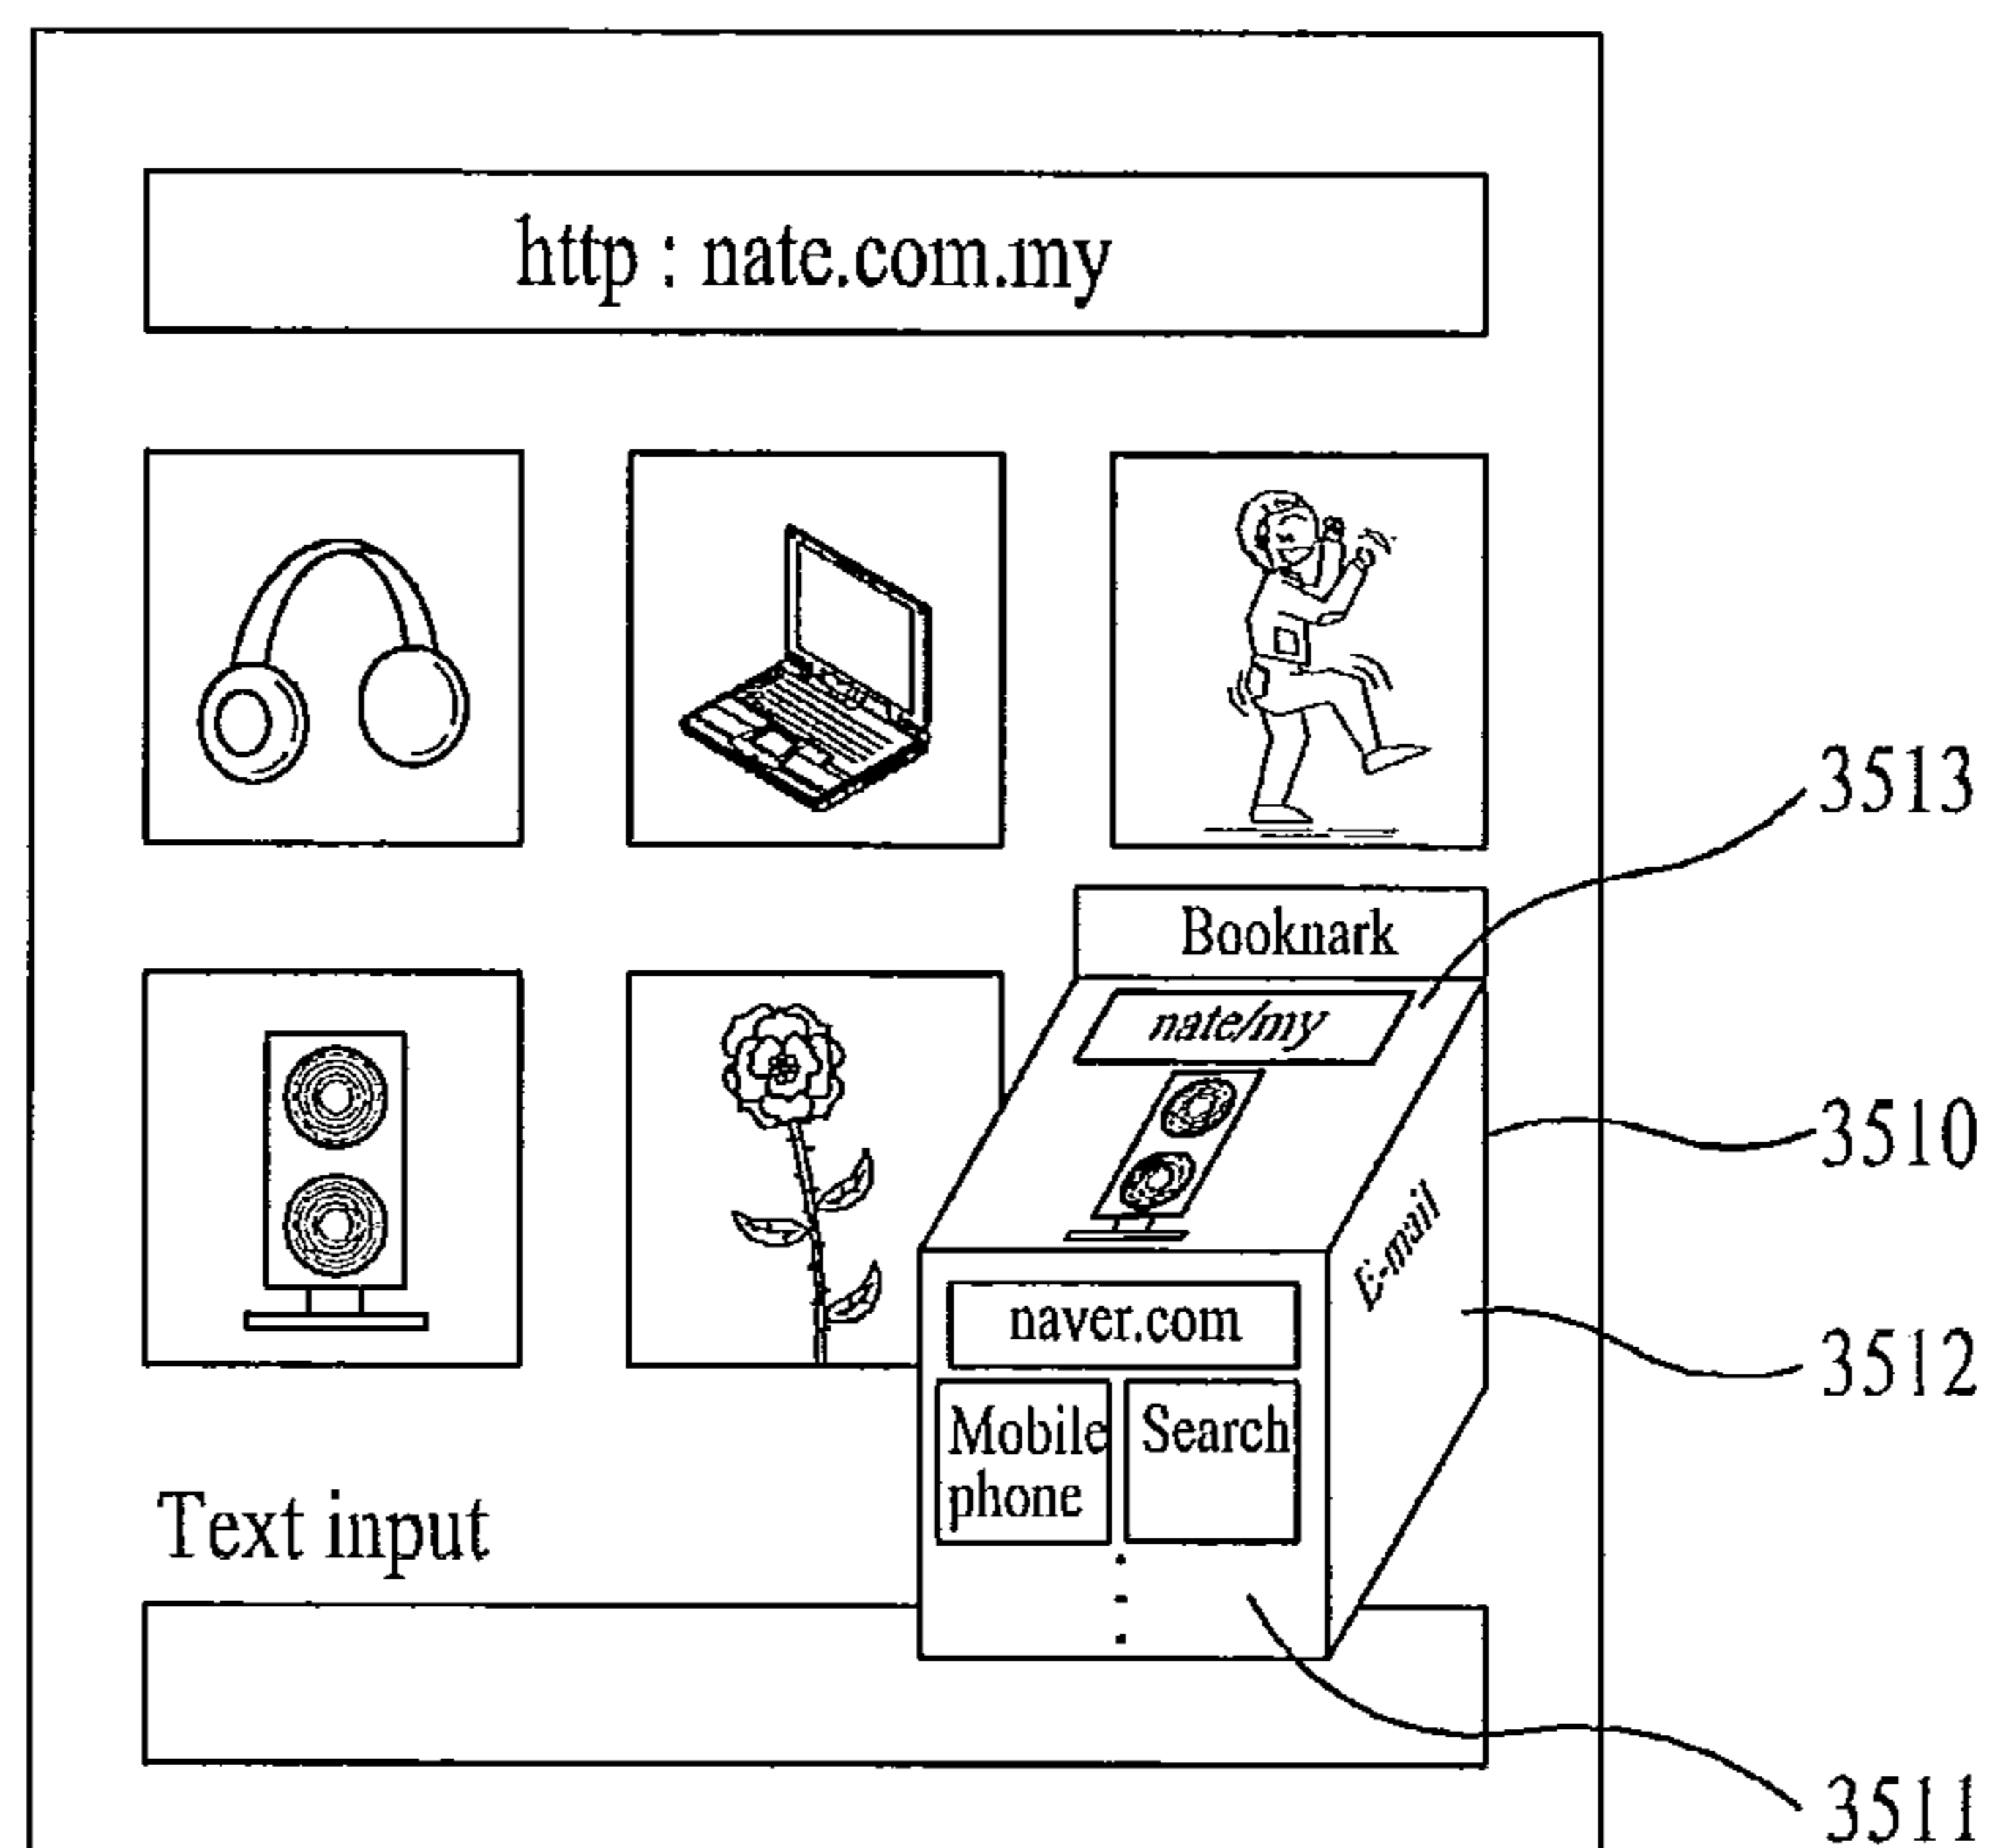 http : nate.com.my
3513
Booknark
nate/my
3510
E-mail
naver.com
3512
Mobile
phone
Search
Text input
3511